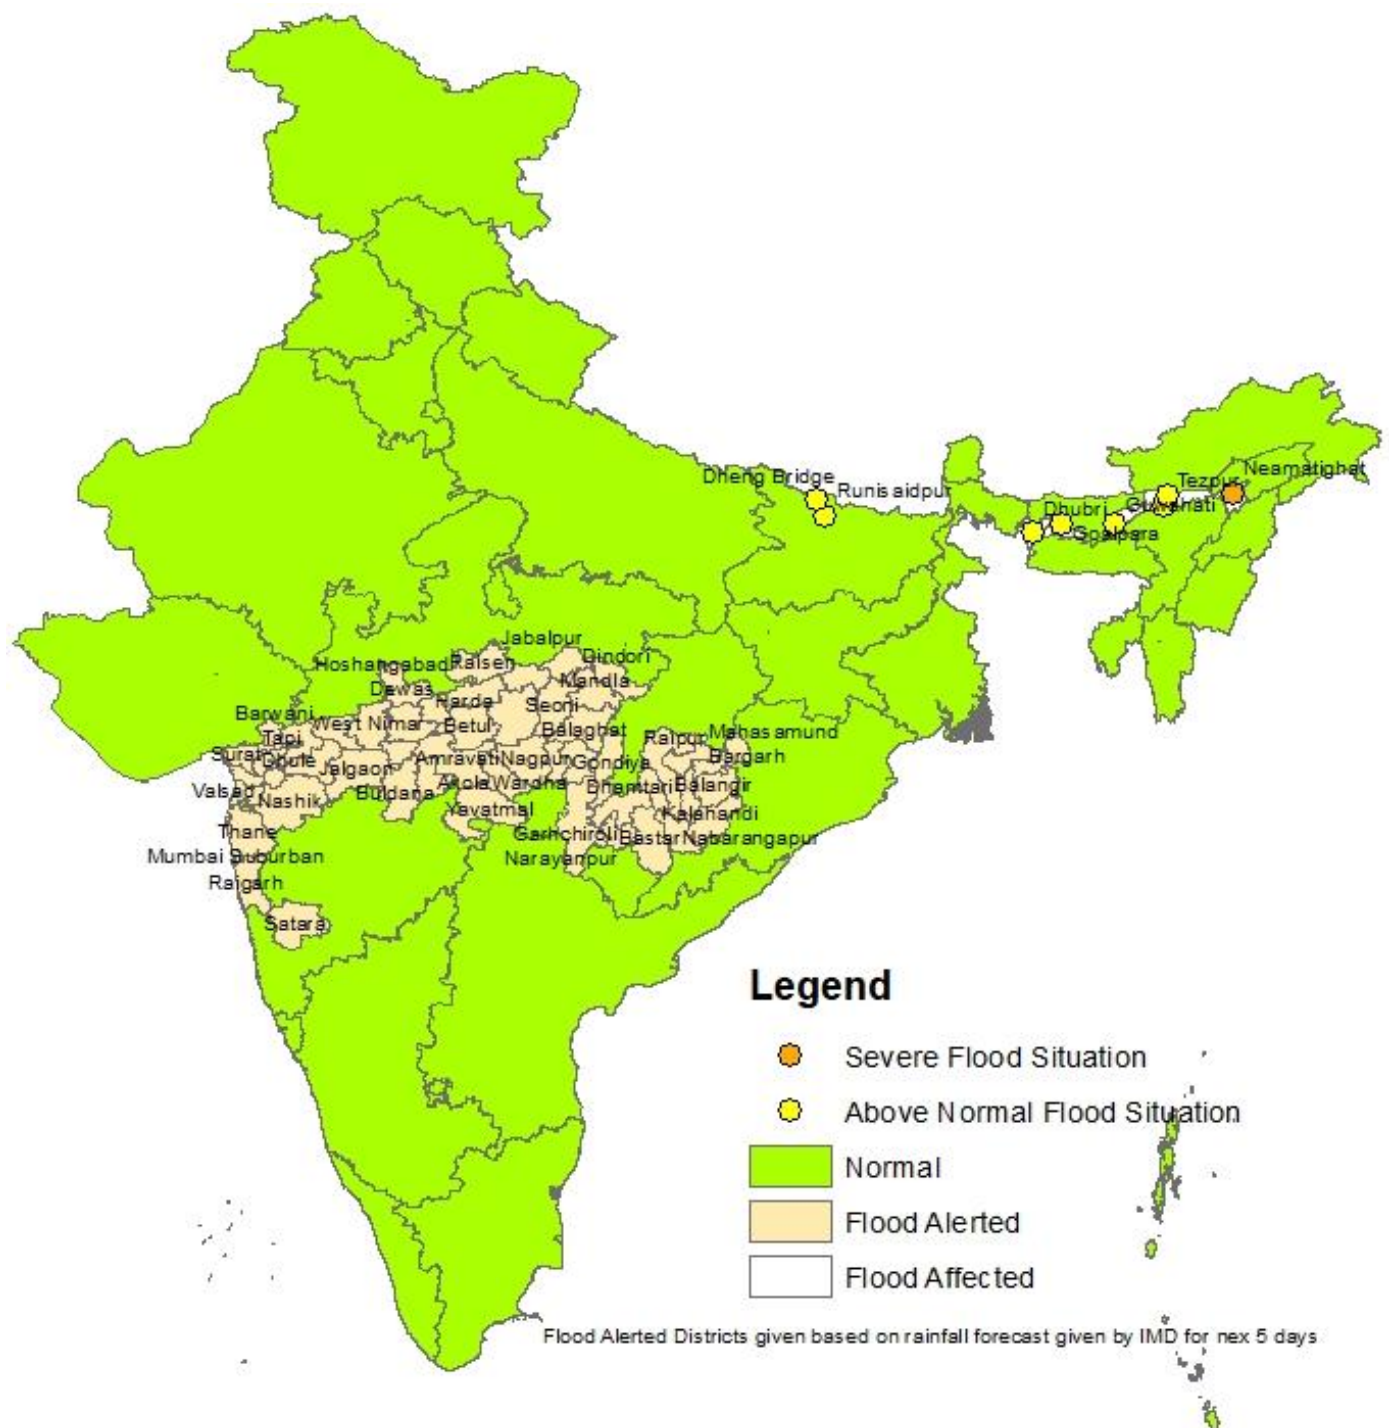 Dheng Bridge
Runisaidpur
Neamatighat
Tezpur
Guwahati
Dhubri
Goalpara
Jabalpur
Hoshangabad
Raisen
Dindori
Dewas
Mandla
Harda
Seoni
Barwani
West Nimar
Betul
Balaghat
Tapi
Raipur
Mahasamund
Surat
Dhule
Jalgaon
Amravati
Nagpur
Gondiya
Bargarh
Valsad
Nashik
Buldana
Akola
Wardha
Dhamtari
Balangir
Yavatmal
Kalahandi
Thane
Garhchiroli
Bastar
Nabarangapur
Mumbai Suburban
Narayanpur
Raigarh
Satara
Legend
Severe Flood Situation
Above Normal Flood Situation
Normal
Flood Alerted
Flood Affected
Flood Alerted Districts given based on rainfall forecast given by IMD for nex 5 days